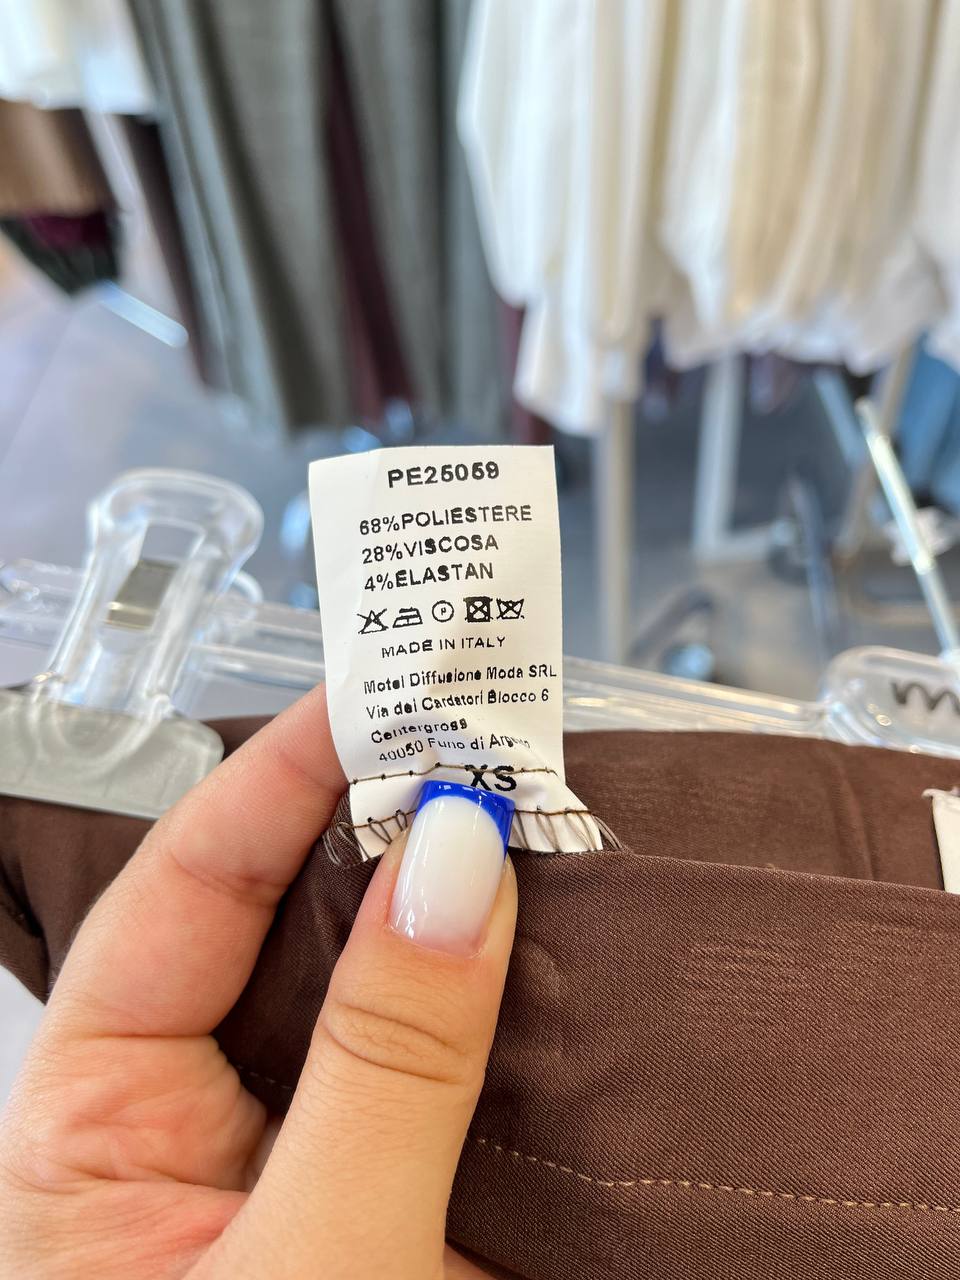 PE25059
68%POLIESTERE
28%VISCOSA
4%ELASTAN
P
MADE IN ITALY
Motel Diffusione Moda SRL
Via dei Cardatori Blocco 6
Centergross
40050 Funo di
XS
m